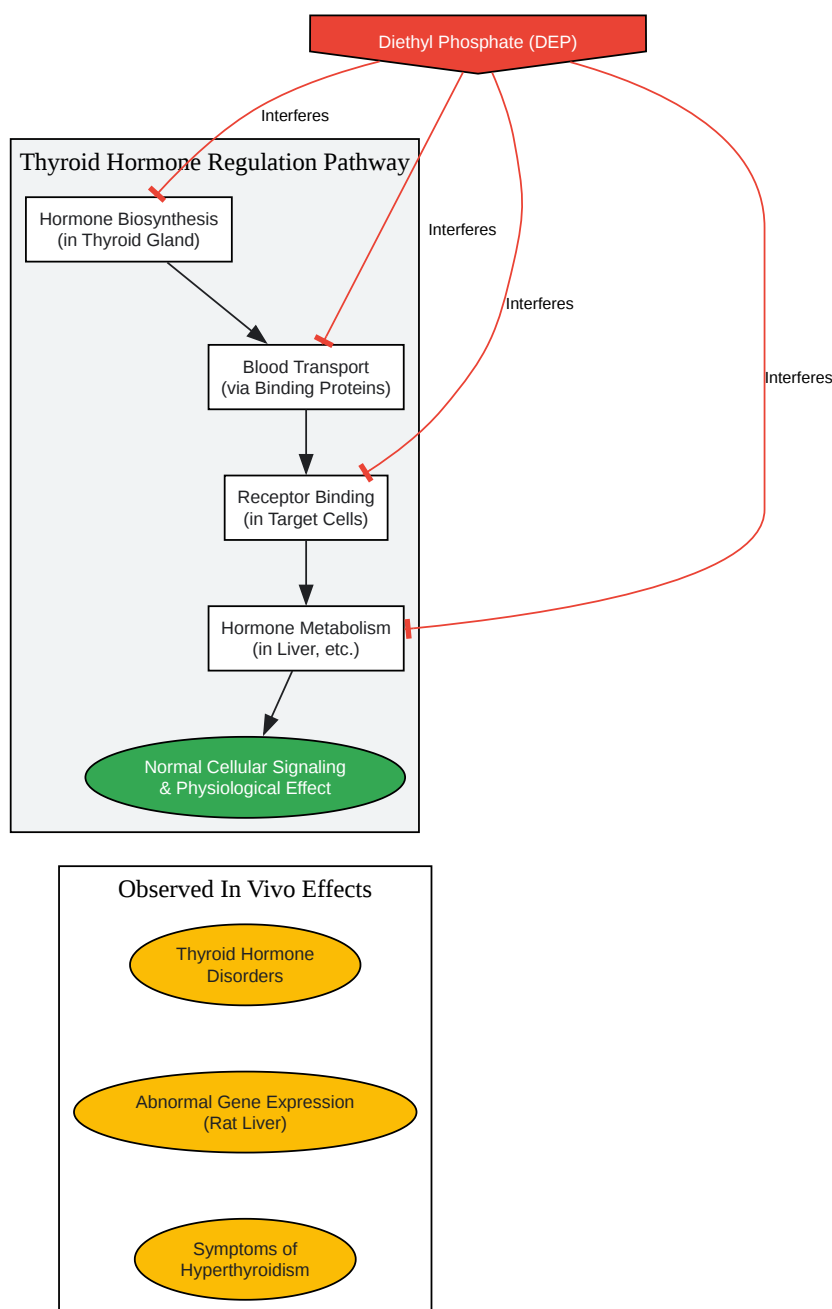 Diethyl Phosphate (DEP)
Interferes
Thyroid Hormone Regulation Pathway
Hormone Biosynthesis
(in Thyroid Gland)
Interferes
Interferes
Blood Transport
(via Binding Proteins)
Interferes
Receptor Binding
(in Target Cells)
Hormone Metabolism
(in Liver, etc.)
Normal Cellular Signaling
& Physiological Effect
Observed In Vivo Effects
Thyroid Hormone
Disorders
Abnormal Gene Expression
(Rat Liver)
Symptoms of
Hyperthyroidism